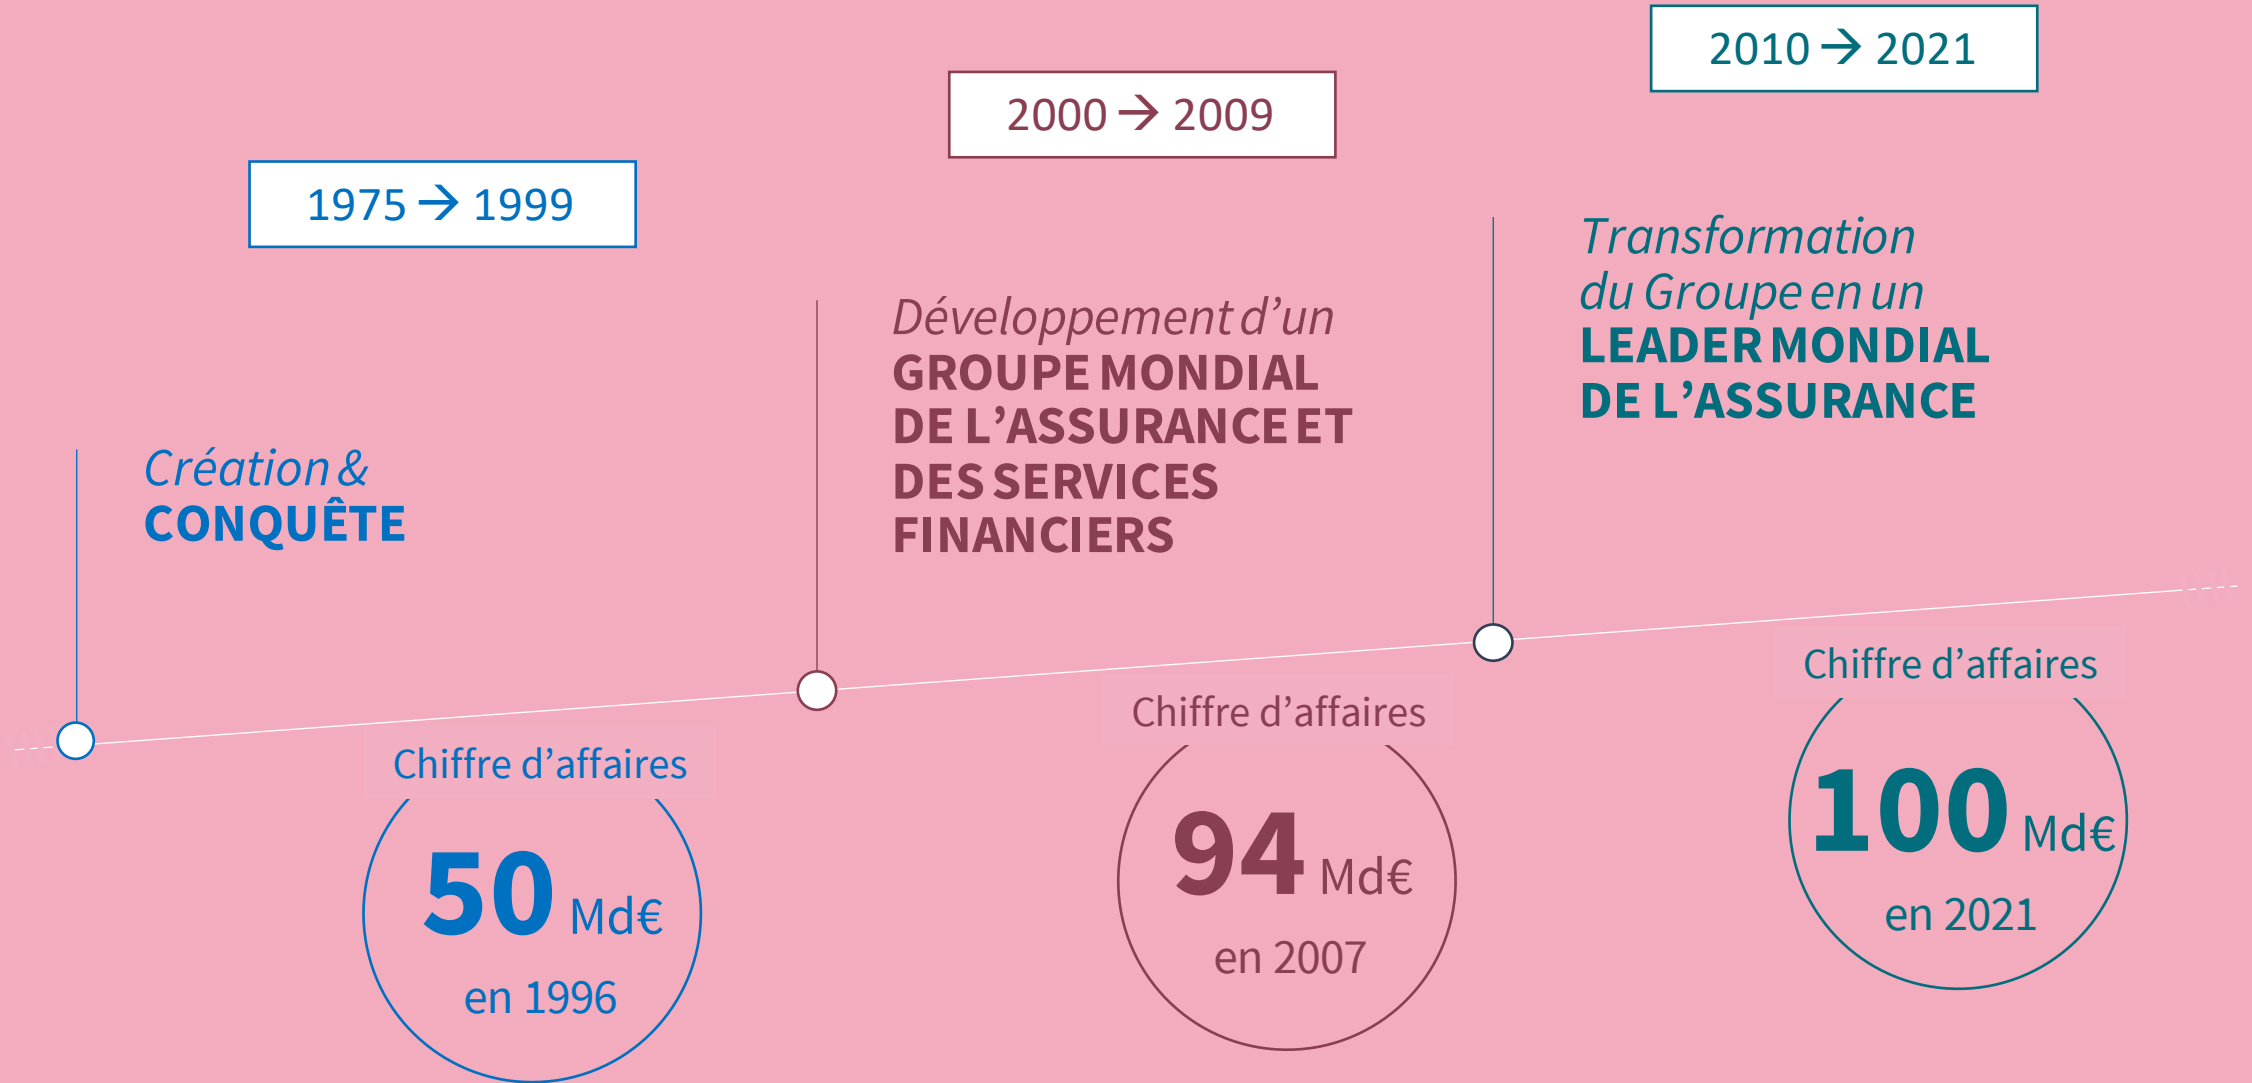 1975 → 1999
Création &
CONQUÊTE
Chiffre d’affaires
50 Md€
en 1996
2000 → 2009
Développement d’un
GROUPE MONDIAL
DE L’ASSURANCE ET
DES SERVICES
FINANCIERS
Chiffre d’affaires
94 Md€
en 2007
2010 → 2021
Transformation
du Groupe en un
LEADER MONDIAL
DE L’ASSURANCE
Chiffre d’affaires
100 Md€
en 2021